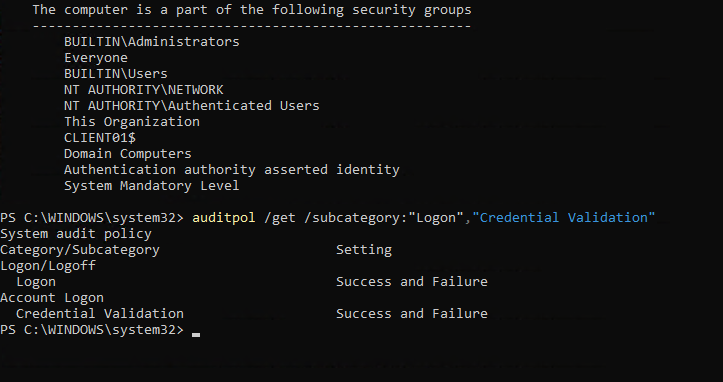 The computer is a part of the following security groups
-------------------------------------------------------
BUILTIN\Administrators
Everyone
BUILTIN\Users
NT AUTHORITY\NETWORK
NT AUTHORITY\Authenticated Users
This Organization
CLIENT01$
Domain Computers
Authentication authority asserted identity
System Mandatory Level
PS C:\WINDOWS\system32> auditpol /get /subcategory:"Logon","Credential Validation"
System audit policy
Category/Subcategory                      Setting
Logon/Logoff
  Logon                                   Success and Failure
Account Logon
  Credential Validation                   Success and Failure
PS C:\WINDOWS\system32>